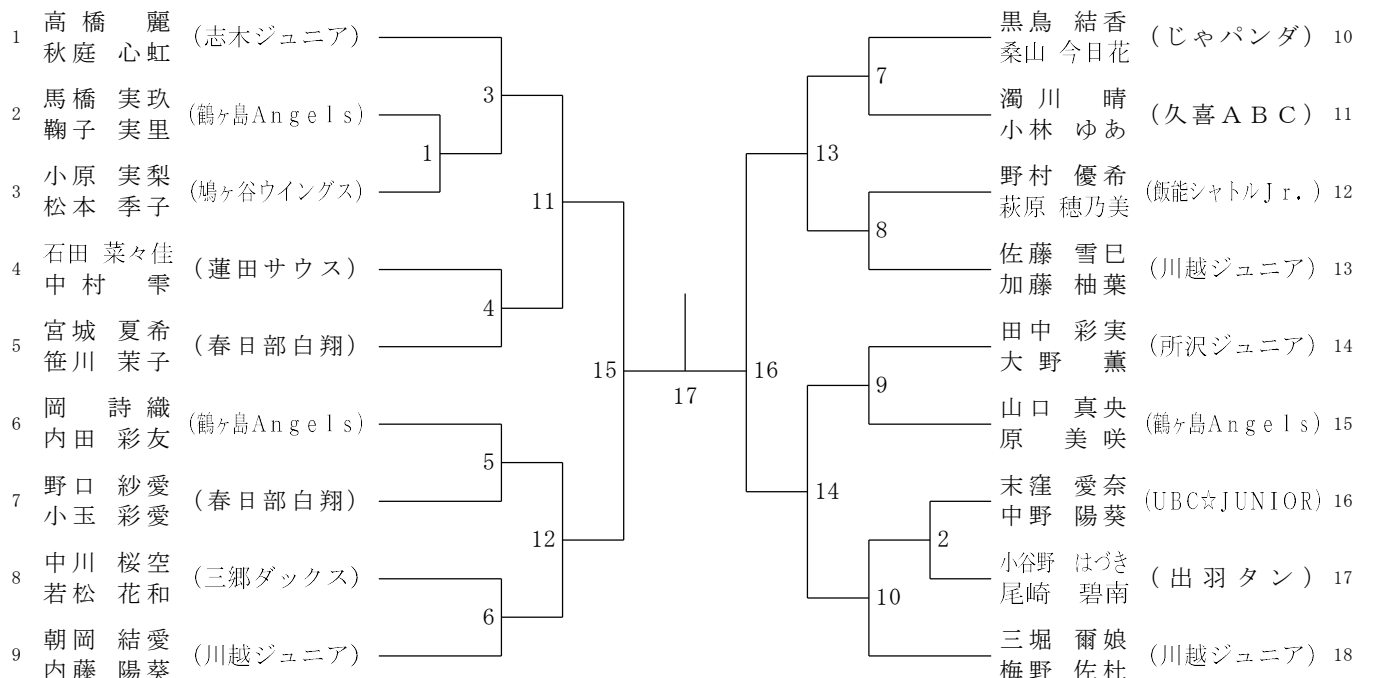 1 高橋 麗 (志木ジュニア)
秋庭 心虹
2 馬橋 実玖 (鶴ヶ島Angels)
鞠子 実里
3 小原 実梨 (鳩ヶ谷ウイングス)
松本 季子
4 石田 菜々佳 (蓮田サウス)
中村 雫
5 宮城 夏希 (春日部白翔)
笹川 茉子
6 岡 詩織 (鶴ヶ島Angels)
内田 彩友
7 野口 紗愛 (春日部白翔)
小玉 彩愛
8 中川 桜空 (三郷ダックス)
若松 花和
9 朝岡 結愛 (川越ジュニア)
内藤 陽葵
3
1
11
4
15
5
12
6
17
16
7
13
8
9
14
2
10
黒鳥 結香 (じゃパンダ) 10
桑山 今日花
濁川 晴 (久喜ABC) 11
小林 ゆあ
野村 優希 (飯能シャトルJr.) 12
萩原 穂乃美
佐藤 雪巳 (川越ジュニア) 13
加藤 柚葉
田中 彩実 (所沢ジュニア) 14
大野 薫
山口 真央 (鶴ヶ島Angels) 15
原 美咲
末窪 愛奈 (UBC☆JUNIOR) 16
中野 陽葵
小谷野 はづき (出羽タン) 17
尾崎 碧南
三堀 爾娘 (川越ジュニア) 18
梅野 佐杜